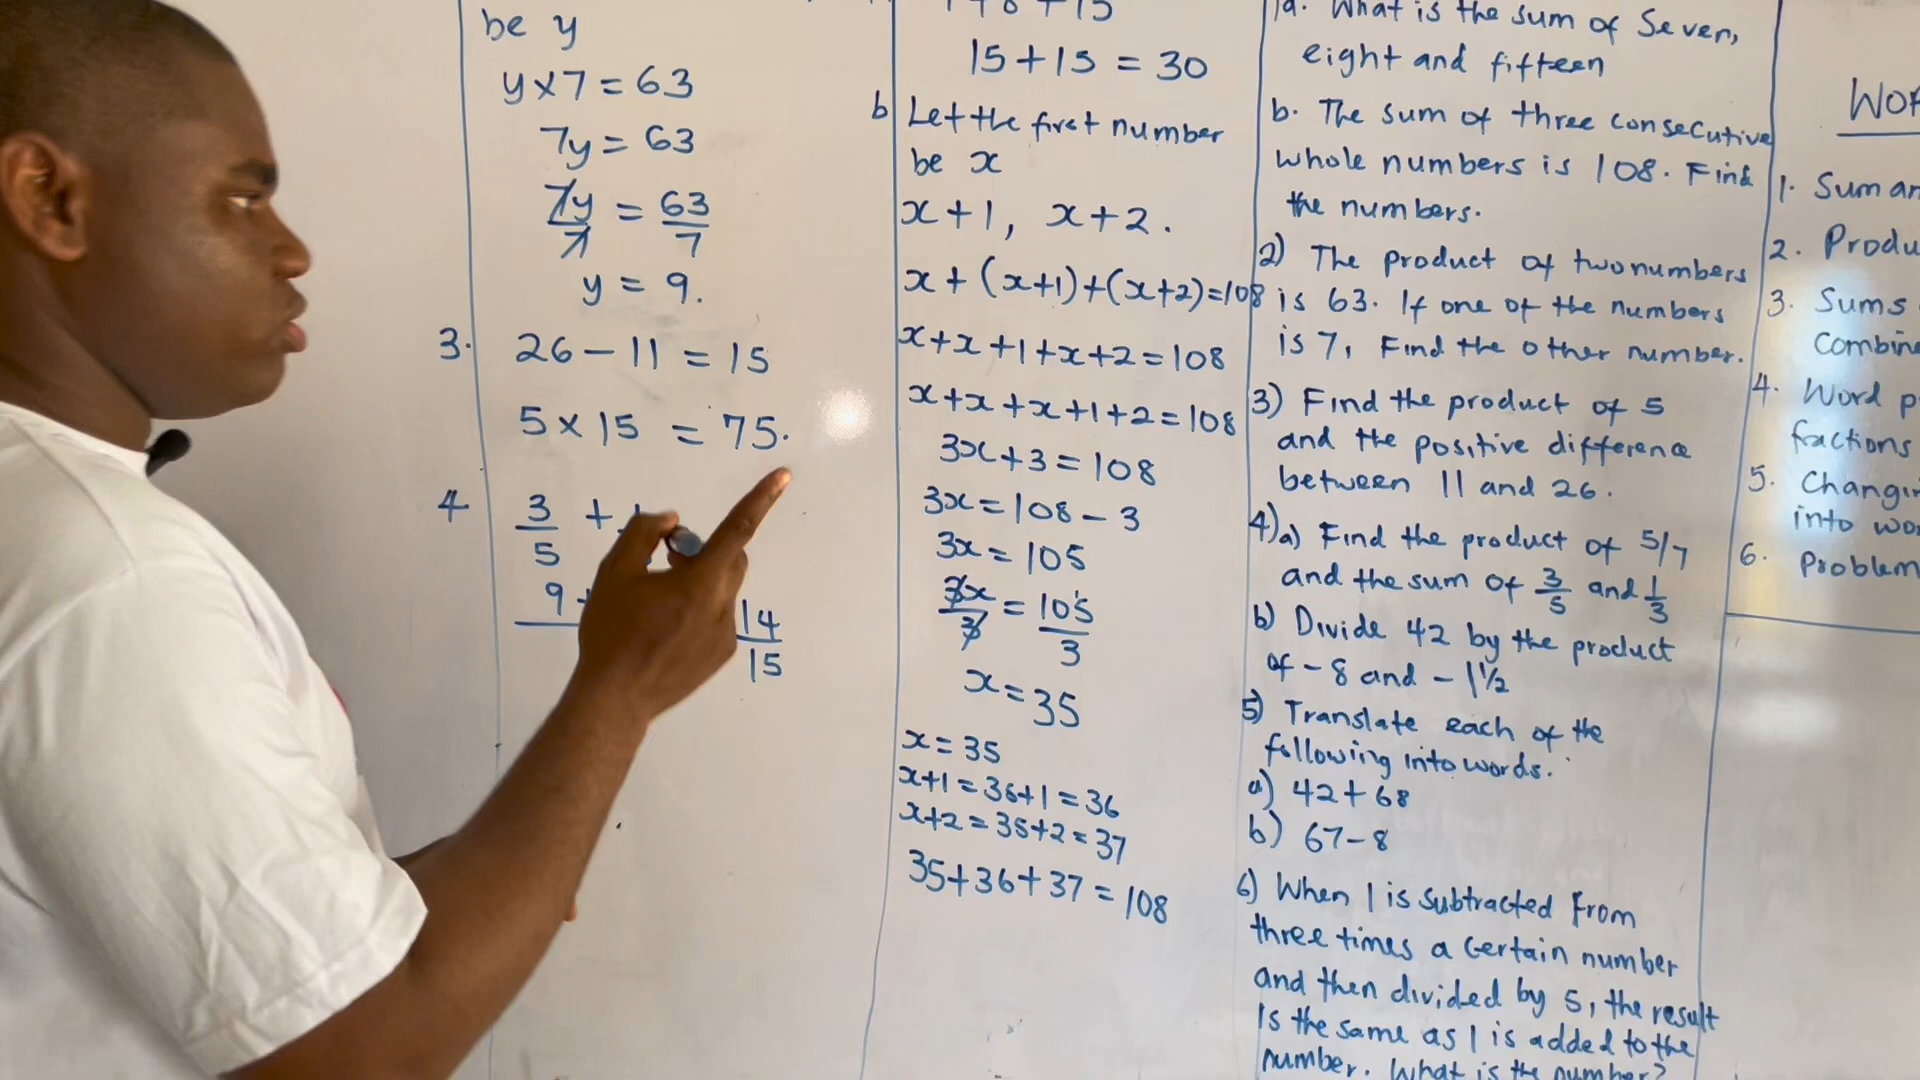 be y
y×7 = 63
7y = 63
7y/7 = 63/7
y = 9.
3. 26 - 11 = 15
5 × 15 = 75.
4 3/5 +
9+
14/15
15+15 = 30
b Let the first number
be x
x+1, x+2.
x + (x+1)+(x+2)=108
x+x+1+x+2=108
x+x+x+1+2=108
3x+3=108
3x=108-3
3x=105
3x/3 = 105/3
x=35
x=35
x+1=35+1=36
x+2=35+2=37
35+36+37=108
1a. What is the sum of seven,
eight and fifteen
b. The sum of three consecutive
whole numbers is 108. Find
the numbers.
2) The product of two numbers
is 63. If one of the numbers
is 7, Find the other number.
3) Find the product of 5
and the positive difference
between 11 and 26.
4)a) Find the product of 5/7
and the sum of 3/5 and 1/3
b) Divide 42 by the product
of -8 and -1 1/2
5) Translate each of the
following into words.
a) 42+68
b) 67-8
6) When 1 is subtracted from
three times a certain number
and then divided by 5, the result
is the same as 1 is added to the
number. What is the number?
1. Sum
2.
3. Sums
4. Word
fractions
5.
into
6. Problem